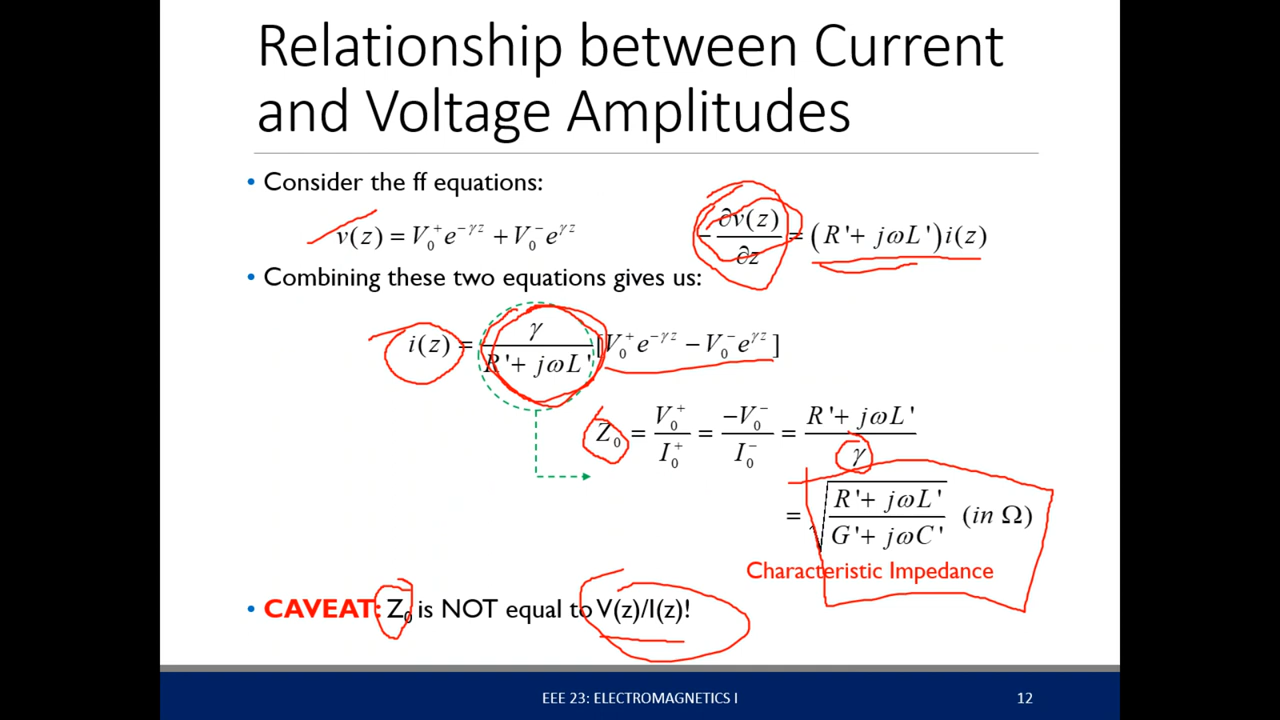 Relationship between Current
and Voltage Amplitudes
• Consider the ff equations:
v(z) = V₀⁺e^{-γz} + V₀⁻e^{γz}
-∂v(z)/∂z = (R'+ jωL')i(z)
• Combining these two equations gives us:
i(z) = γ/(R'+ jωL') [V₀⁺e^{-γz} − V₀⁻e^{γz}]
Z₀ = V₀⁺/I₀⁺ = -V₀⁻/I₀⁻ = (R'+ jωL')/γ
= √((R'+ jωL')/(G'+ jωC')) (in Ω)
Characteristic Impedance
• CAVEAT: Z₀ is NOT equal to V(z)/I(z)!
EEE 23: ELECTROMAGNETICS I
12